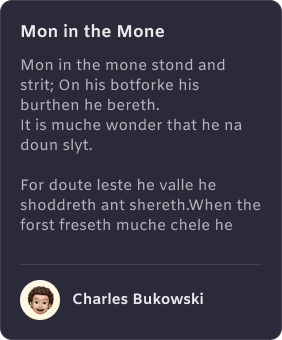 Mon in the Mone
Mon in the mone stond and
strit; On his botforke his
burthen he bereth.
It is muche wonder that he na
doun slyt.
For doute leste he valle he
shoddreth ant shereth.When the
forst freseth muche chele he
Charles Bukowski